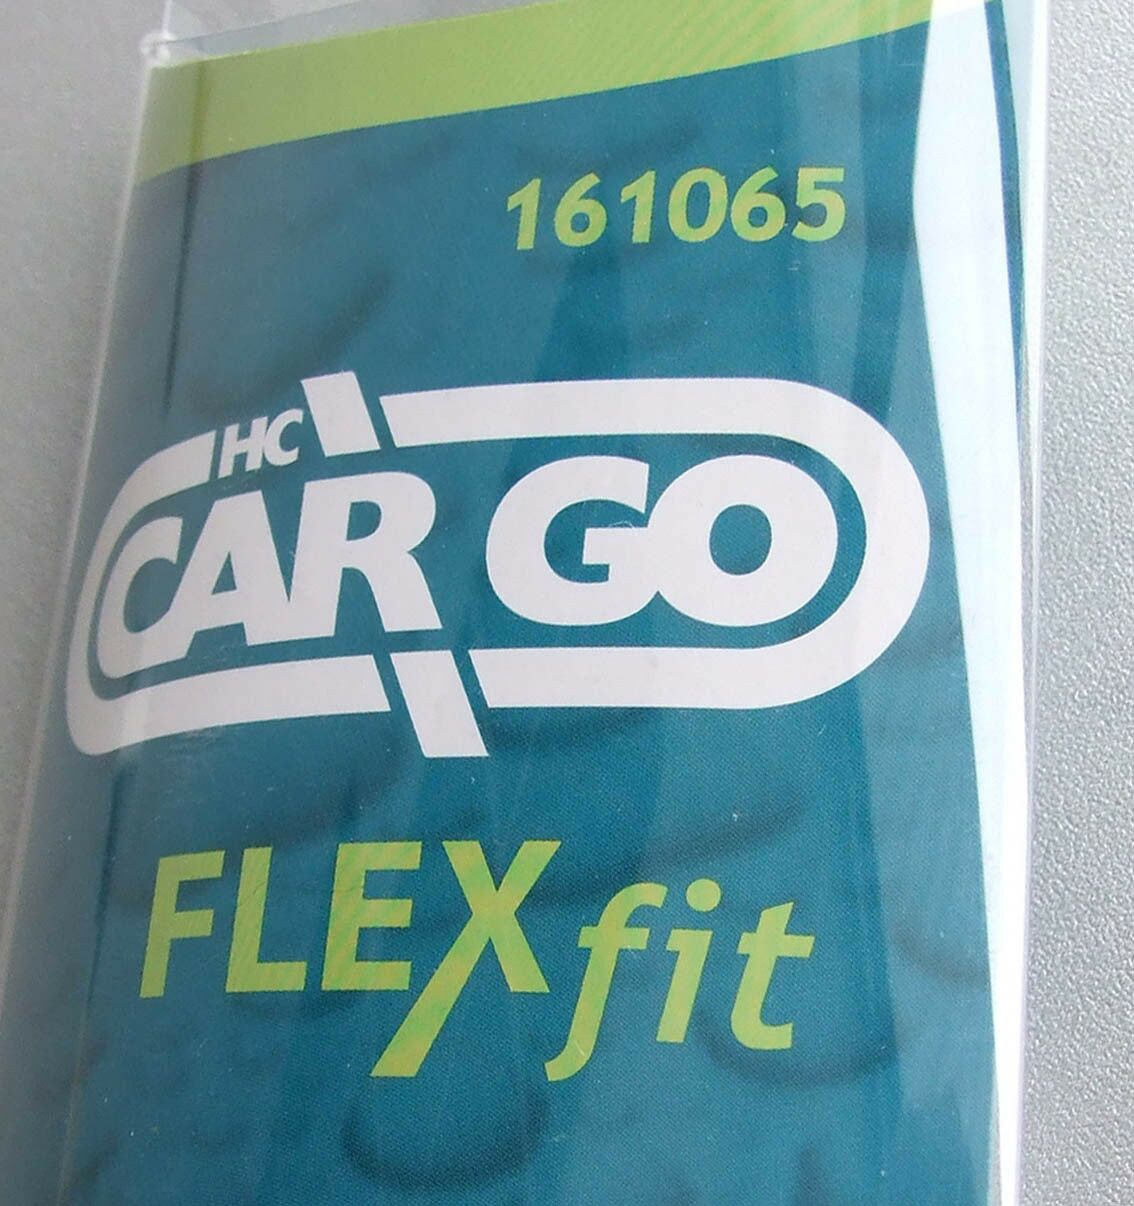 161065
HC
CAR GO
FLEXfit